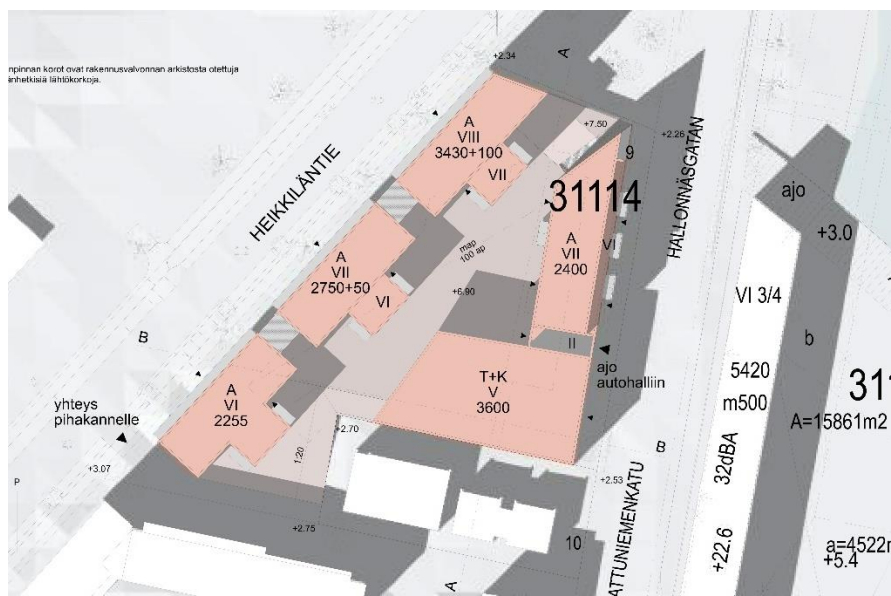 npinnan korot ovat rakennusvalvonnan arkistosta otettuja
änhetkisiä lähtökorkoja.
+2.34
A
HEIKKILÄNTIE
A
VIII
3430+100
VII
+7.50
9
+2.26
HALLONNÄSGATAN
31114
A
VII
2400
VI
ajo
+3.0
map
100 ap
A
VII
2750+50
VI
+6.90
VI 3/4
B
II
ajo
autohalliin
b
T+K
V
3600
5420
m500
311
A=15861m2
A
VI
2255
yhteys
pihakannelle
+2.70
1:20
B
32dBA
+3.07
P
+2.53
+2.75
10
ATTUNIEMENKATU
+22.6
a=4522m
+5.4
A